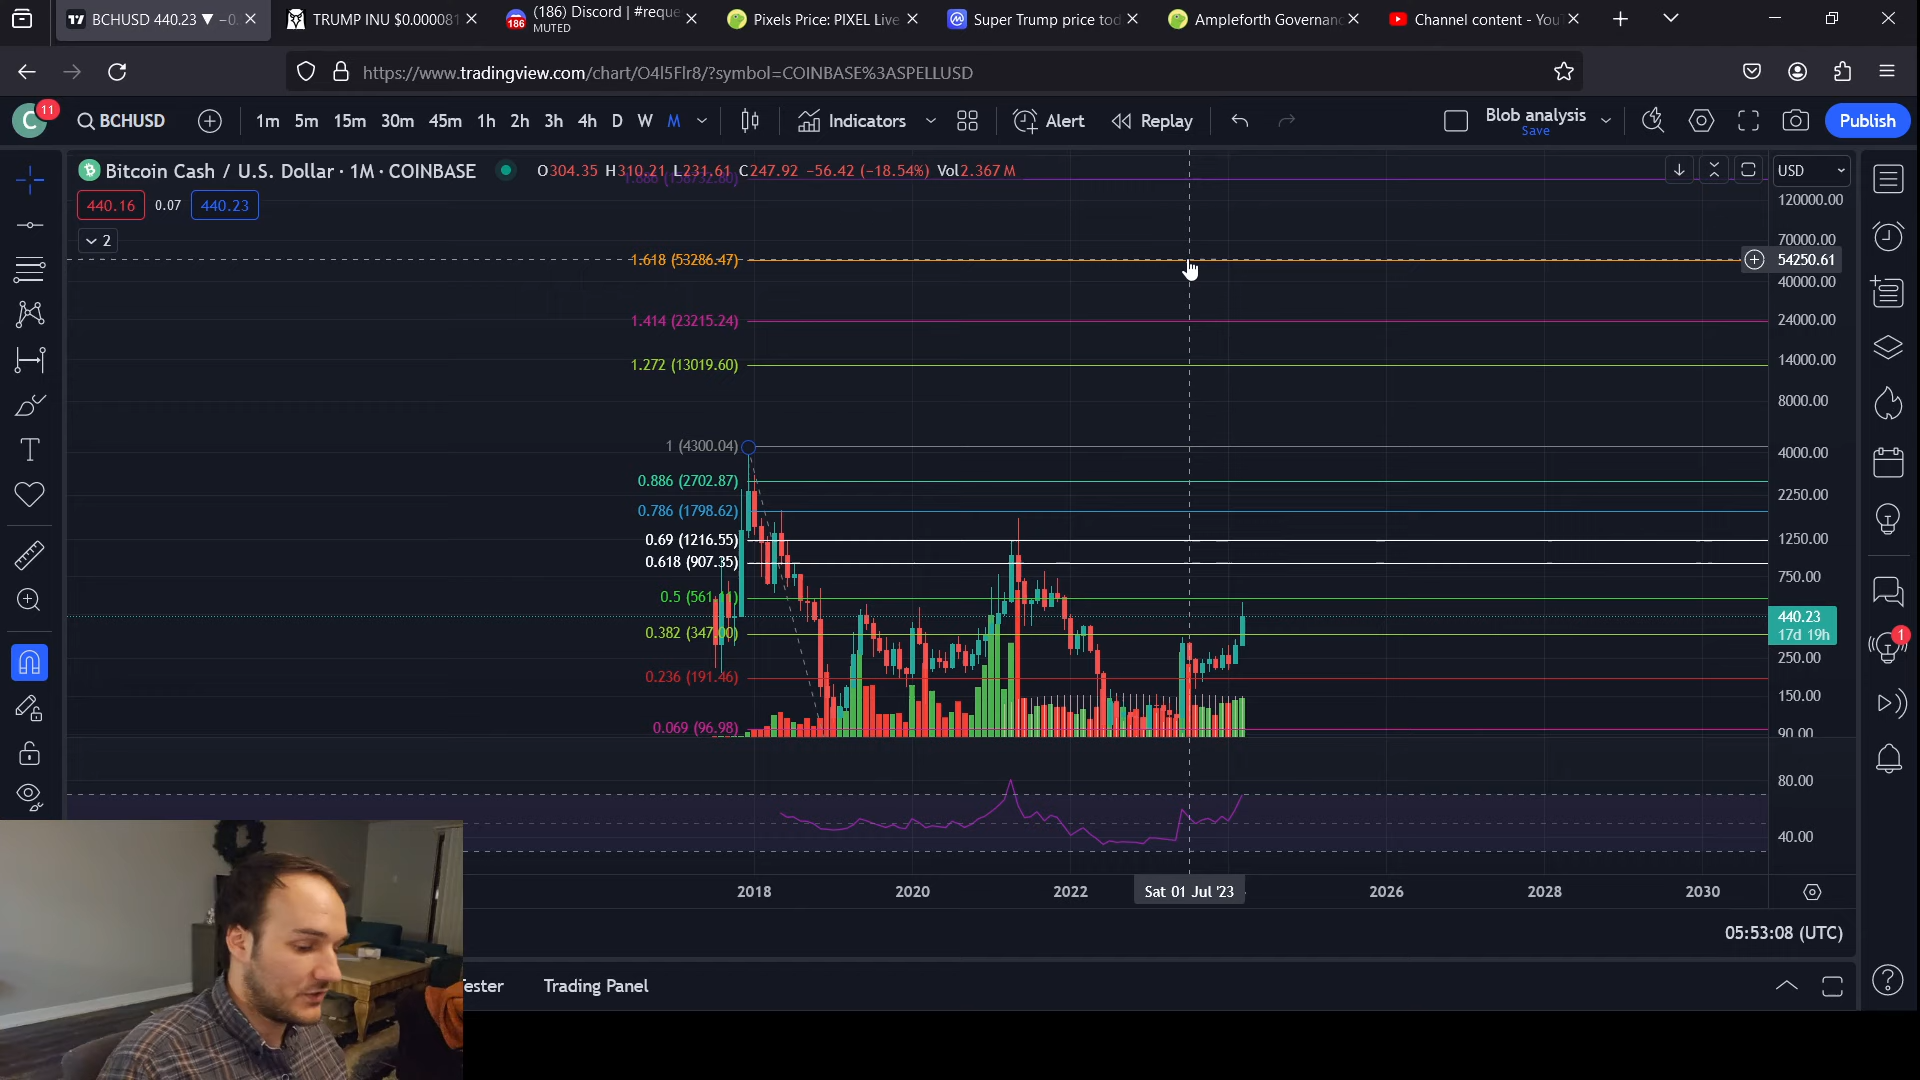 BCHUSD 440.23 ▼ −0.
TRUMP INU $0.000081
(186) Discord | #reque
MUTED
186
Pixels Price: PIXEL Live
Super Trump price tod
Ampleforth Governanc
Channel content - YouT
https://www.tradingview.com/chart/O4l5Flr8/?symbol=COINBASE%3ASPELLUSD
C 11 BCHUSD 1m 5m 15m 30m 45m 1h 2h 3h 4h D W M Indicators Alert Replay Blob analysis Save Publish
Bitcoin Cash / U.S. Dollar · 1M · COINBASE O304.35 H310.21 L231.61 C247.92 −56.42 (−18.54%) Vol2.367 M
USD
440.16 0.07 440.23
2
120000.00
70000.00
54250.61
40000.00
24000.00
14000.00
8000.00
4000.00
2250.00
1250.00
750.00
440.23
17d 19h
250.00
150.00
90.00
80.00
40.00
1.618 (53286.47)
1.414 (23215.24)
1.272 (13019.60)
1 (4300.04)
0.886 (2702.87)
0.786 (1798.62)
0.69 (1216.55)
0.618 (907.35)
0.5 (561.
0.382 (347.00)
0.236 (191.46)
0.069 (96.98)
1
2018 2020 2022 Sat 01 Jul '23 2026 2028 2030
05:53:08 (UTC)
ester Trading Panel